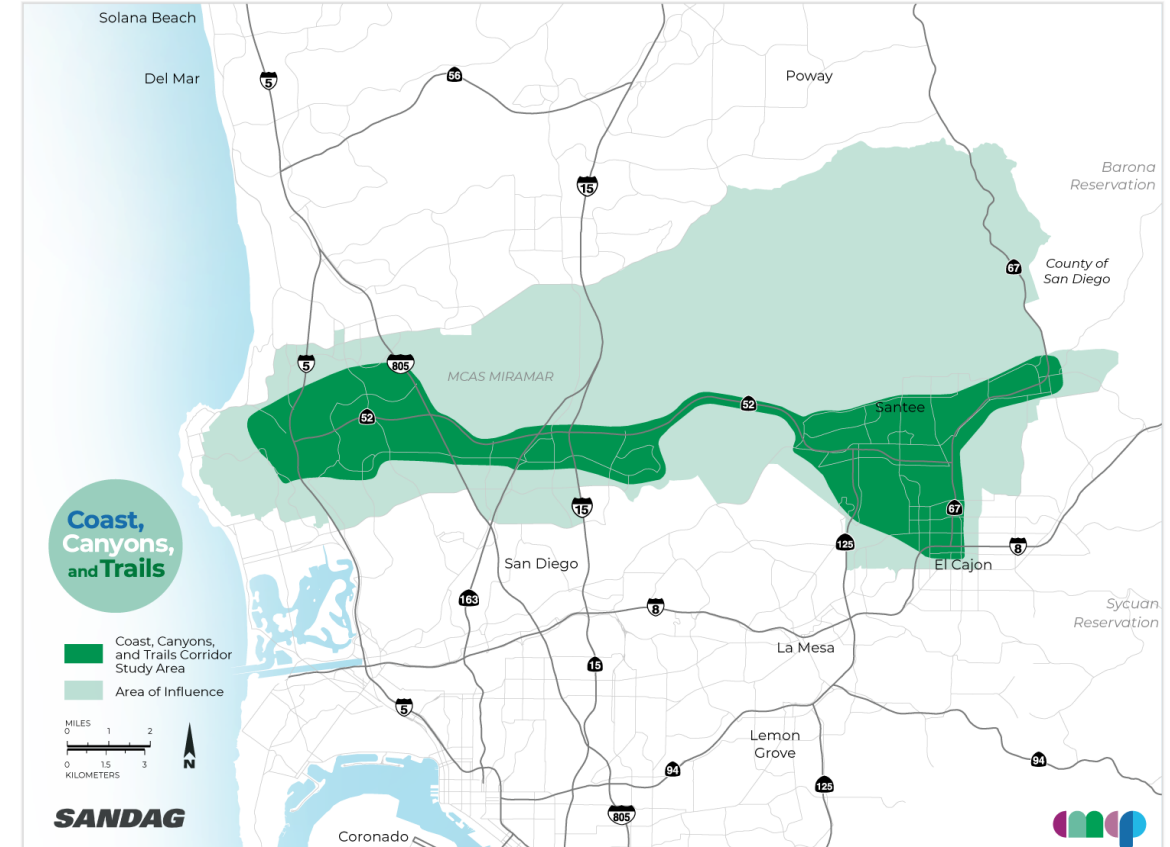 Solana Beach
Del Mar
5
56
Poway
15
Barona
Reservation
67
County of
San Diego
5
805
MCAS MIRAMAR
52
52
Santee
15
67
125
8
El Cajon
San Diego
163
8
Sycuan
Reservation
La Mesa
15
5
Lemon
Grove
94
94
125
805
Coronado
Coast,
Canyons,
and Trails
Coast, Canyons,
and Trails Corridor
Study Area
Area of Influence
MILES
0 1 2
0 1.5 3
KILOMETERS
N
SANDAG
cmcp